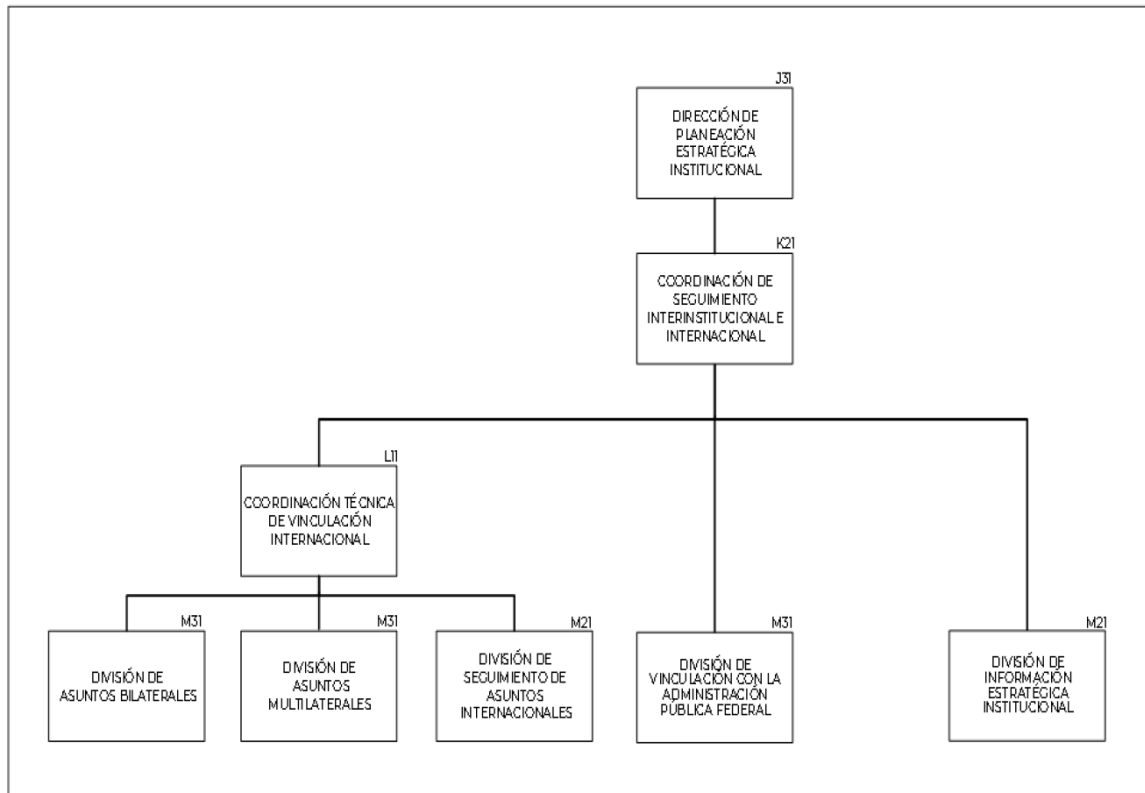 J31
DIRECCIÓN DE
PLANEACIÓN
ESTRATÉGICA
INSTITUCIONAL
K21
COORDINACIÓN DE
SEGUIMIENTO
INTERINSTITUCIONAL E
INTERNACIONAL
L11
COORDINACIÓN TÉCNICA
DE VINCULACIÓN
INTERNACIONAL
M31
DIVISIÓN DE
ASUNTOS BILATERALES
M31
DIVISIÓN DE
ASUNTOS
MULTILATERALES
M21
DIVISIÓN DE
SEGUIMIENTO DE
ASUNTOS
INTERNACIONALES
M31
DIVISIÓN DE
VINCULACIÓN CON LA
ADMINISTRACIÓN
PÚBLICA FEDERAL
M21
DIVISIÓN DE
INFORMACIÓN
ESTRATÉGICA
INSTITUCIONAL